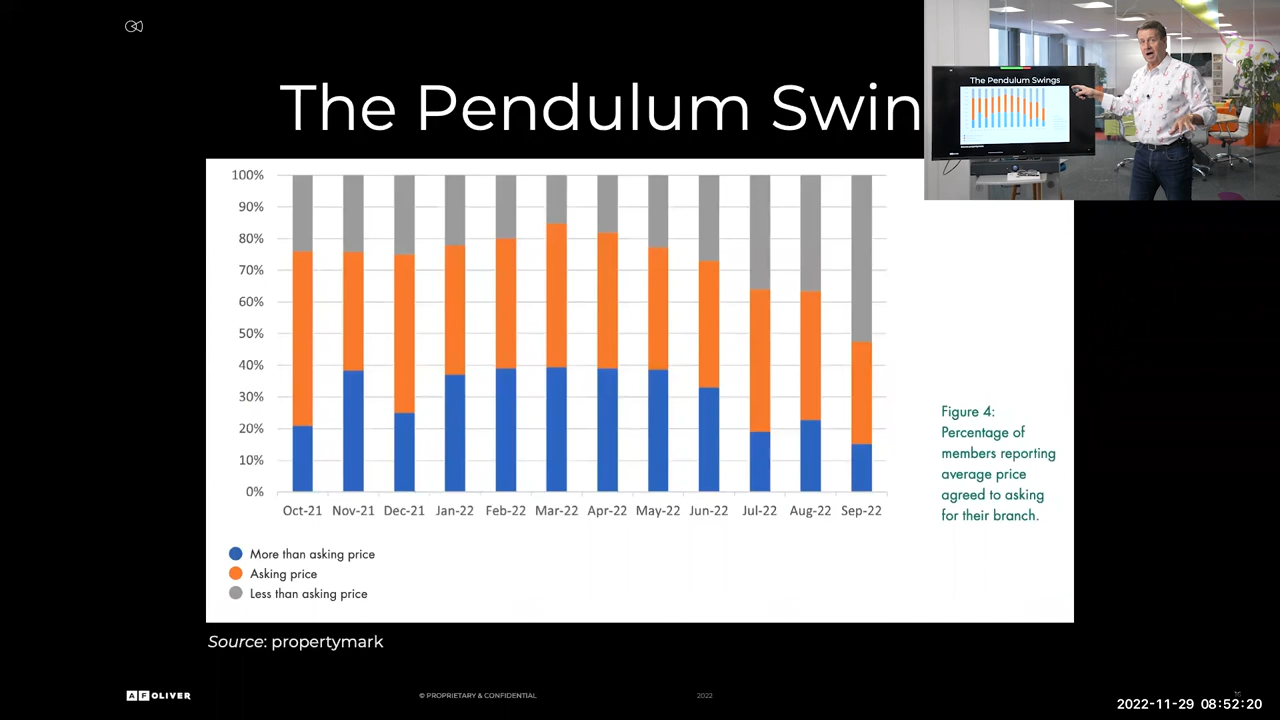 The Pendulum Swin
The Pendulum Swings
100%
90%
80%
70%
60%
50%
40%
30%
20%
10%
0%
Oct-21 Nov-21 Dec-21 Jan-22 Feb-22 Mar-22 Apr-22 May-22 Jun-22 Jul-22 Aug-22 Sep-22
More than asking price
Asking price
Less than asking price
Figure 4:
Percentage of
members reporting
average price
agreed to asking
for their branch.
Source: propertymark
AF OLIVER
© PROPRIETARY & CONFIDENTIAL
2022
2022-11-29 08:52:20